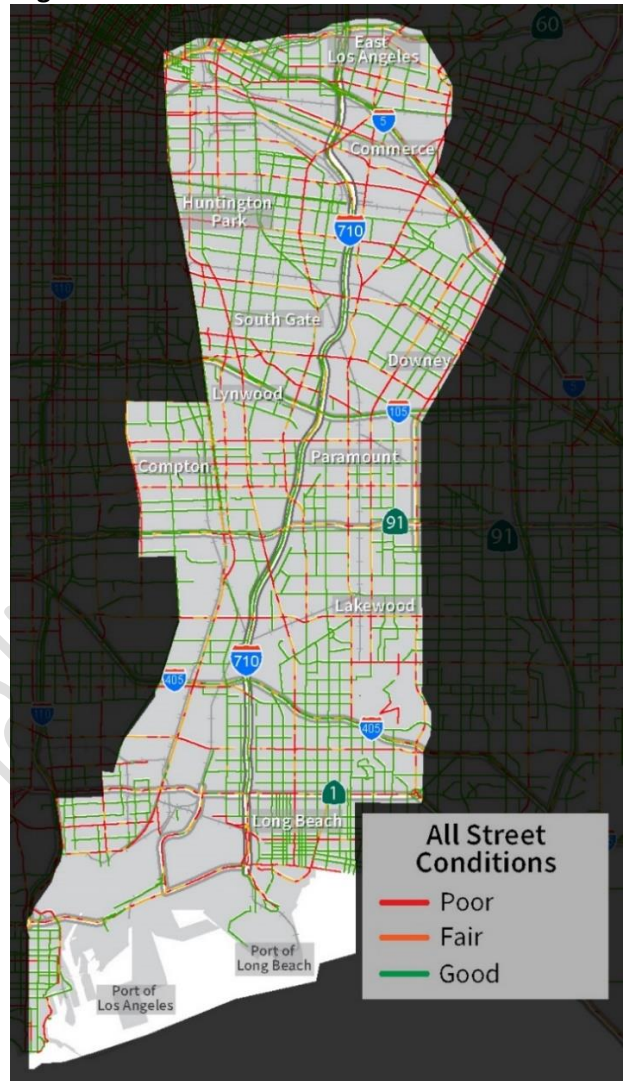 East
Los Angeles
60
5
Commerce
Huntington
Park
710
110
South Gate
Downey
5
Lynwood
105
Compton
Paramount
91
91
Lakewood
710
405
110
405
1
Long Beach
All Street
Conditions
Poor
Fair
Good
Port of
Long Beach
Port of
Los Angeles